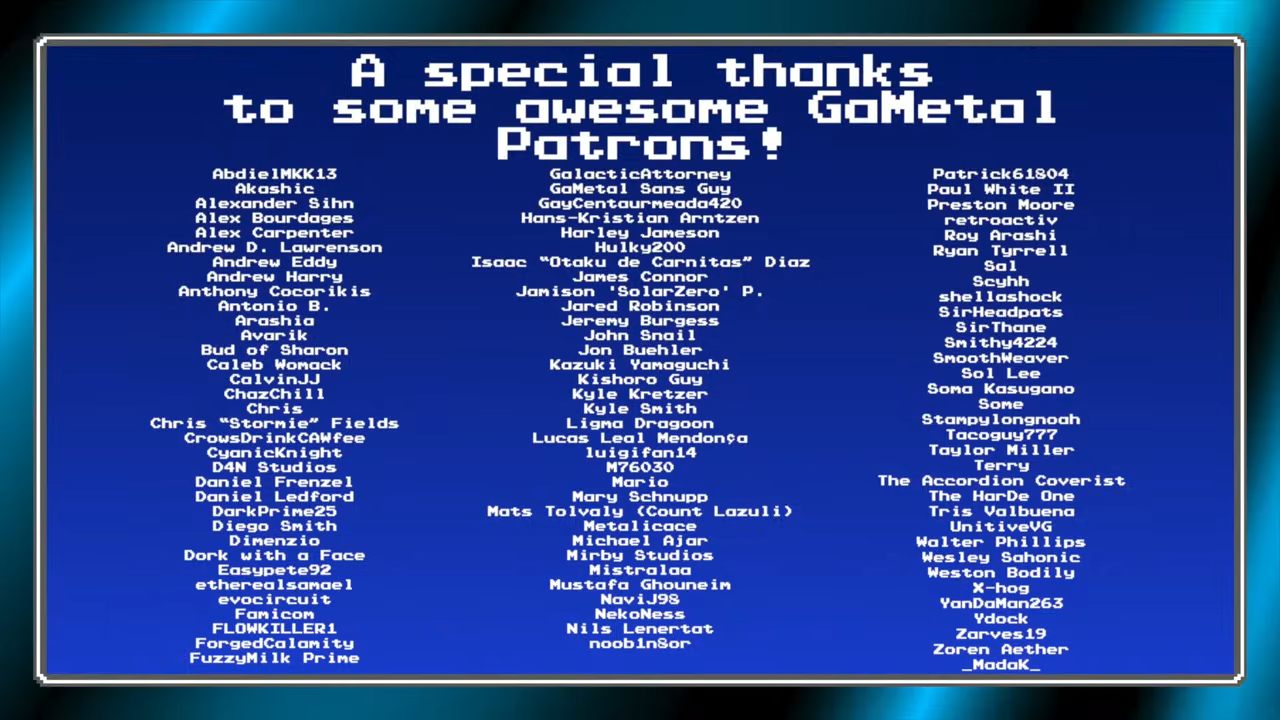 A special thanks
to some awesome GaMetal
Patrons!
AbdielMKK13
Akashic
Alexander Sihn
Alex Bourdages
Alex Carpenter
Andrew D. Lawrenson
Andrew Eddy
Andrew Harry
Anthony Cocorikis
Antonio B.
Arashia
Avarik
Bud of Sharon
Caleb Womack
CalvinJJ
ChazChill
Chris
Chris “Stormie” Fields
CrowsDrinkCAWfee
CyanicKnight
D4N Studios
Daniel Frenzel
Daniel Ledford
DarkPrime25
Diego Smith
Dimenzio
Dork with a Face
Easypete92
etherealsamael
evocircuit
Famicom
FLOWKILLER1
ForgedCalamity
FuzzyMilk Prime
GalacticAttorney
GaMetal Sans Guy
GayCentaurmeada420
Hans-Kristian Arntzen
Harley Jameson
Hulky200
Isaac “Otaku de Carnitas” Diaz
James Connor
Jamison 'SolarZero' P.
Jared Robinson
Jeremy Burgess
John Snail
Jon Buehler
Kazuki Yamaguchi
Kishoro Guy
Kyle Kretzer
Kyle Smith
Ligma Dragoon
Lucas Leal Mendonça
luigifan14
M76030
Mario
Mary Schnupp
Mats Tolvaly (Count Lazuli)
Metalicace
Michael Ajar
Mirby Studios
Mistralaa
Mustafa Ghouneim
NaviJ98
NekoNess
Nils Lenertat
noob1n8or
Patrick61804
Paul White II
Preston Moore
retroactiv
Roy Arashi
Ryan Tyrrell
Sal
Scyhh
shellashock
SirHeadpats
SirThane
Smithy4224
SmoothWeaver
Sol Lee
Soma Kasugano
Some
Stampylongnoah
Tacoguy777
Taylor Miller
Terry
The Accordion Coverist
The HarDe One
Tris Valbuena
UnitiveVG
Walter Phillips
Wesley Sahonic
Weston Bodily
X-hog
YanDaMan263
Ydock
Zarves19
Zoren Aether
_MadaK_